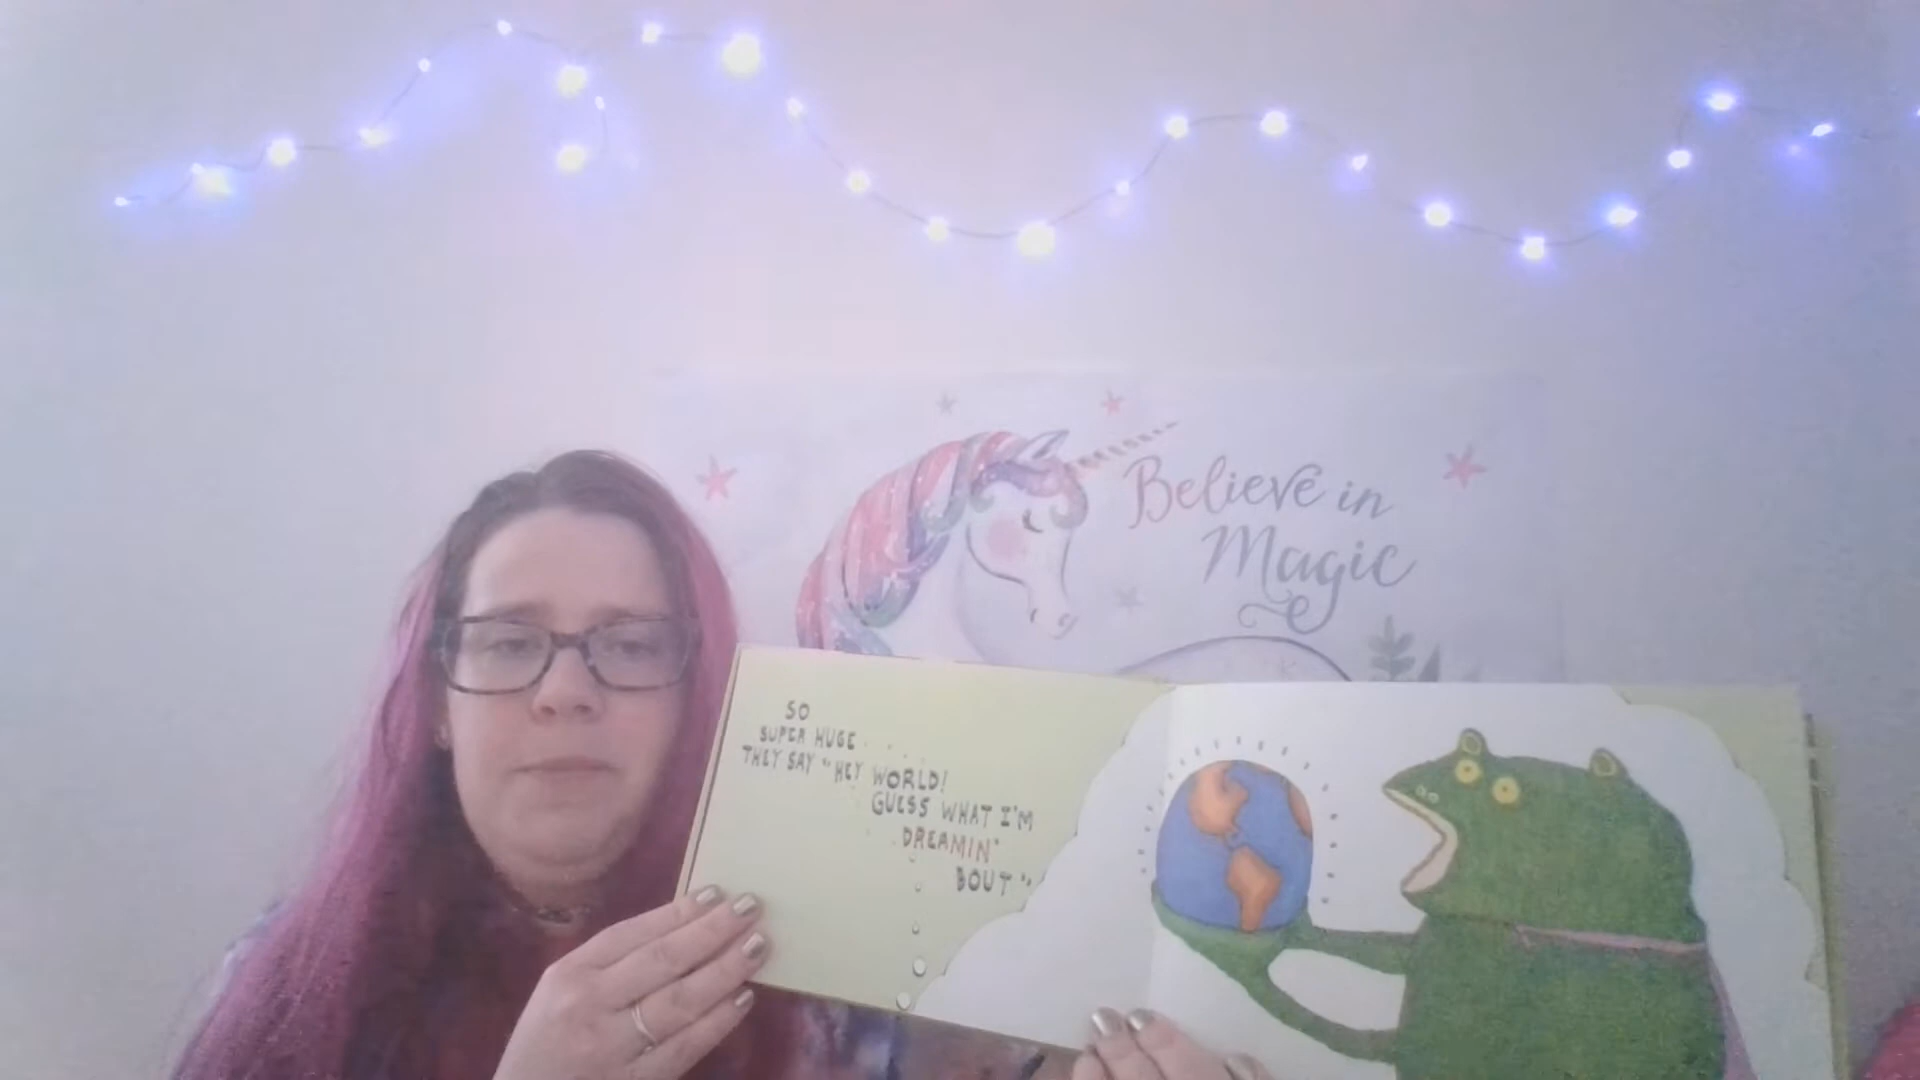 Believe in
Magic
SO
SUPER HUGE
THEY SAY "HEY WORLD!
GUESS WHAT I'M
DREAMIN'
BOUT"